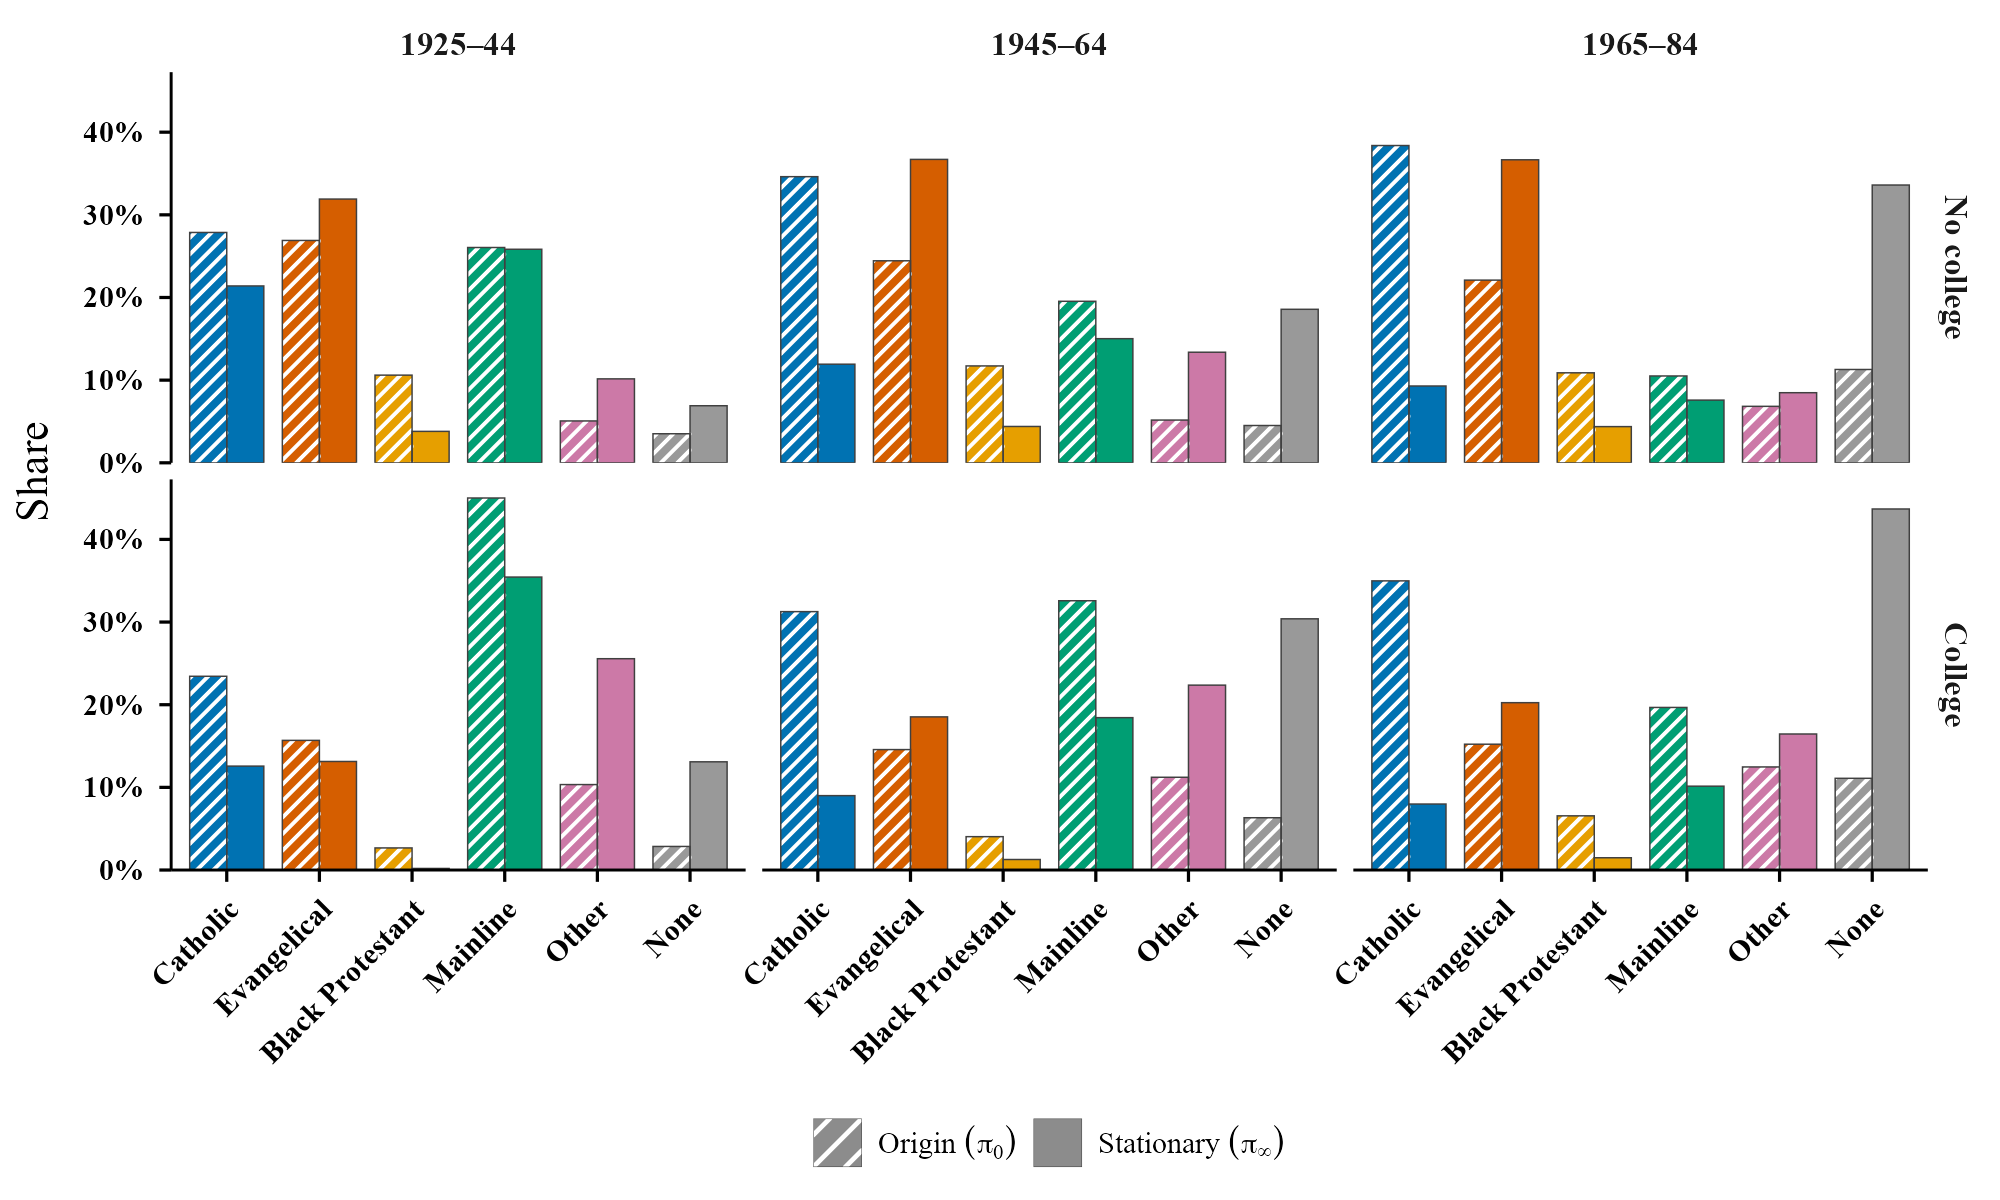 1925–44 1945–64 1965–84
40%
30%
20%
10%
0%
No college
Share
40%
30%
20%
10%
0%
College
Catholic Evangelical Black Protestant Mainline Other None Catholic Evangelical Black Protestant Mainline Other None Catholic Evangelical Black Protestant Mainline Other None
Origin (π₀) Stationary (π∞)